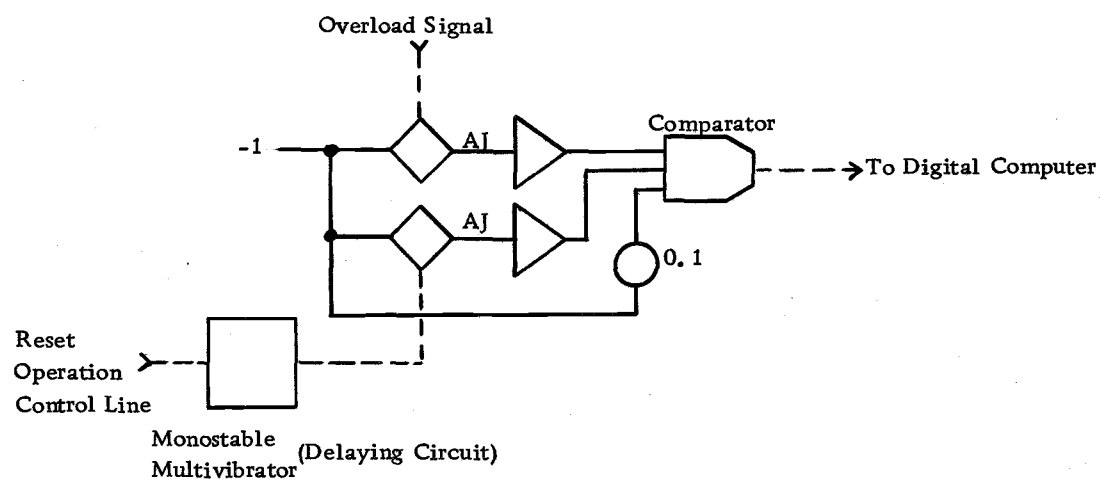 Overload Signal
Comparator
-1
AJ
To Digital Computer
AJ
0.1
Reset
Operation
Control Line
Monostable
Multivibrator
(Delaying Circuit)